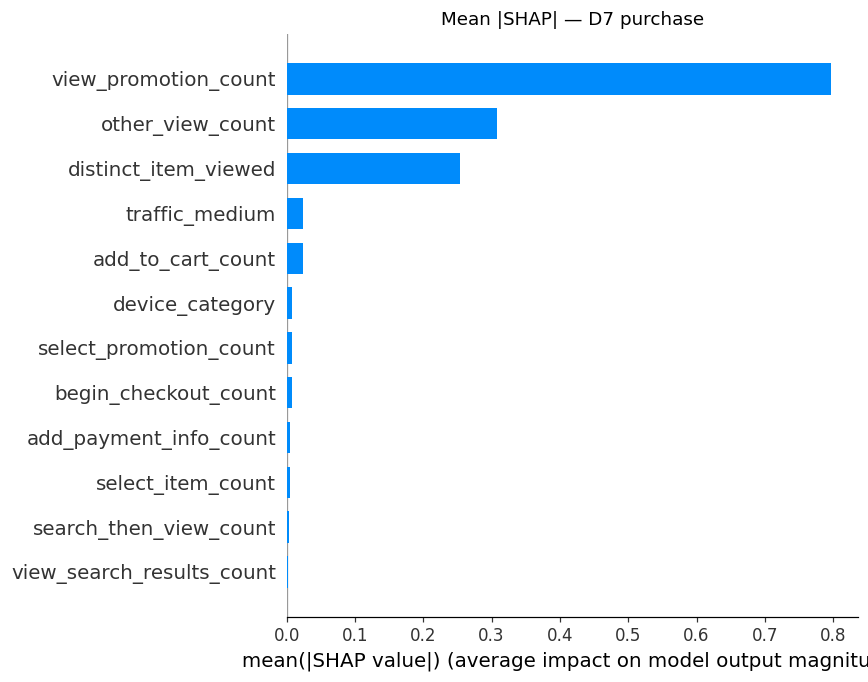 Mean |SHAP| — D7 purchase
view_promotion_count
other_view_count
distinct_item_viewed
traffic_medium
add_to_cart_count
device_category
select_promotion_count
begin_checkout_count
add_payment_info_count
select_item_count
search_then_view_count
view_search_results_count
0.0 0.1 0.2 0.3 0.4 0.5 0.6 0.7 0.8
mean(|SHAP value|) (average impact on model output magnitu